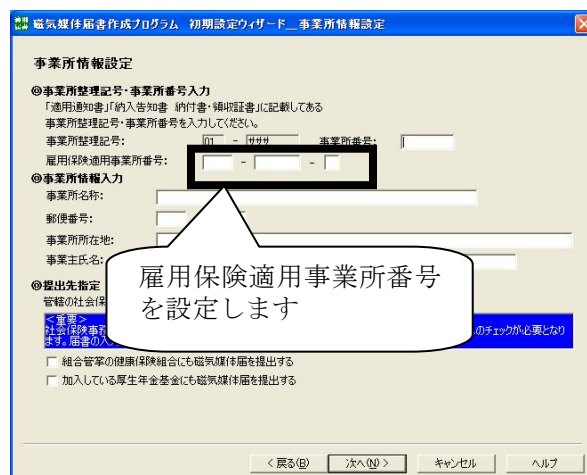 磁気媒体届書作成プログラム 初期設定ウィザード__事業所情報設定
事業所情報設定
◎事業所整理記号・事業所番号入力
「適用通知書」「納入告知書 納付書・領収証書」に記載してある
事業所整理記号・事業所番号を入力してください。
事業所整理記号: 01 - ササササ 事業所番号:
雇用保険適用事業所番号: - -
◎事業所情報入力
事業所名称:
郵便番号:
事業所所在地:
事業主氏名:
雇用保険適用事業所番号
を設定します
◎提出先指定
管轄の社会保
<重要>
社会保険事務 のチェックが必要となり
ます。届書の入
組合管掌の健康保険組合にも磁気媒体届を提出する
加入している厚生年金基金にも磁気媒体届を提出する
<戻る(B) 次へ(N)> キャンセル ヘルプ